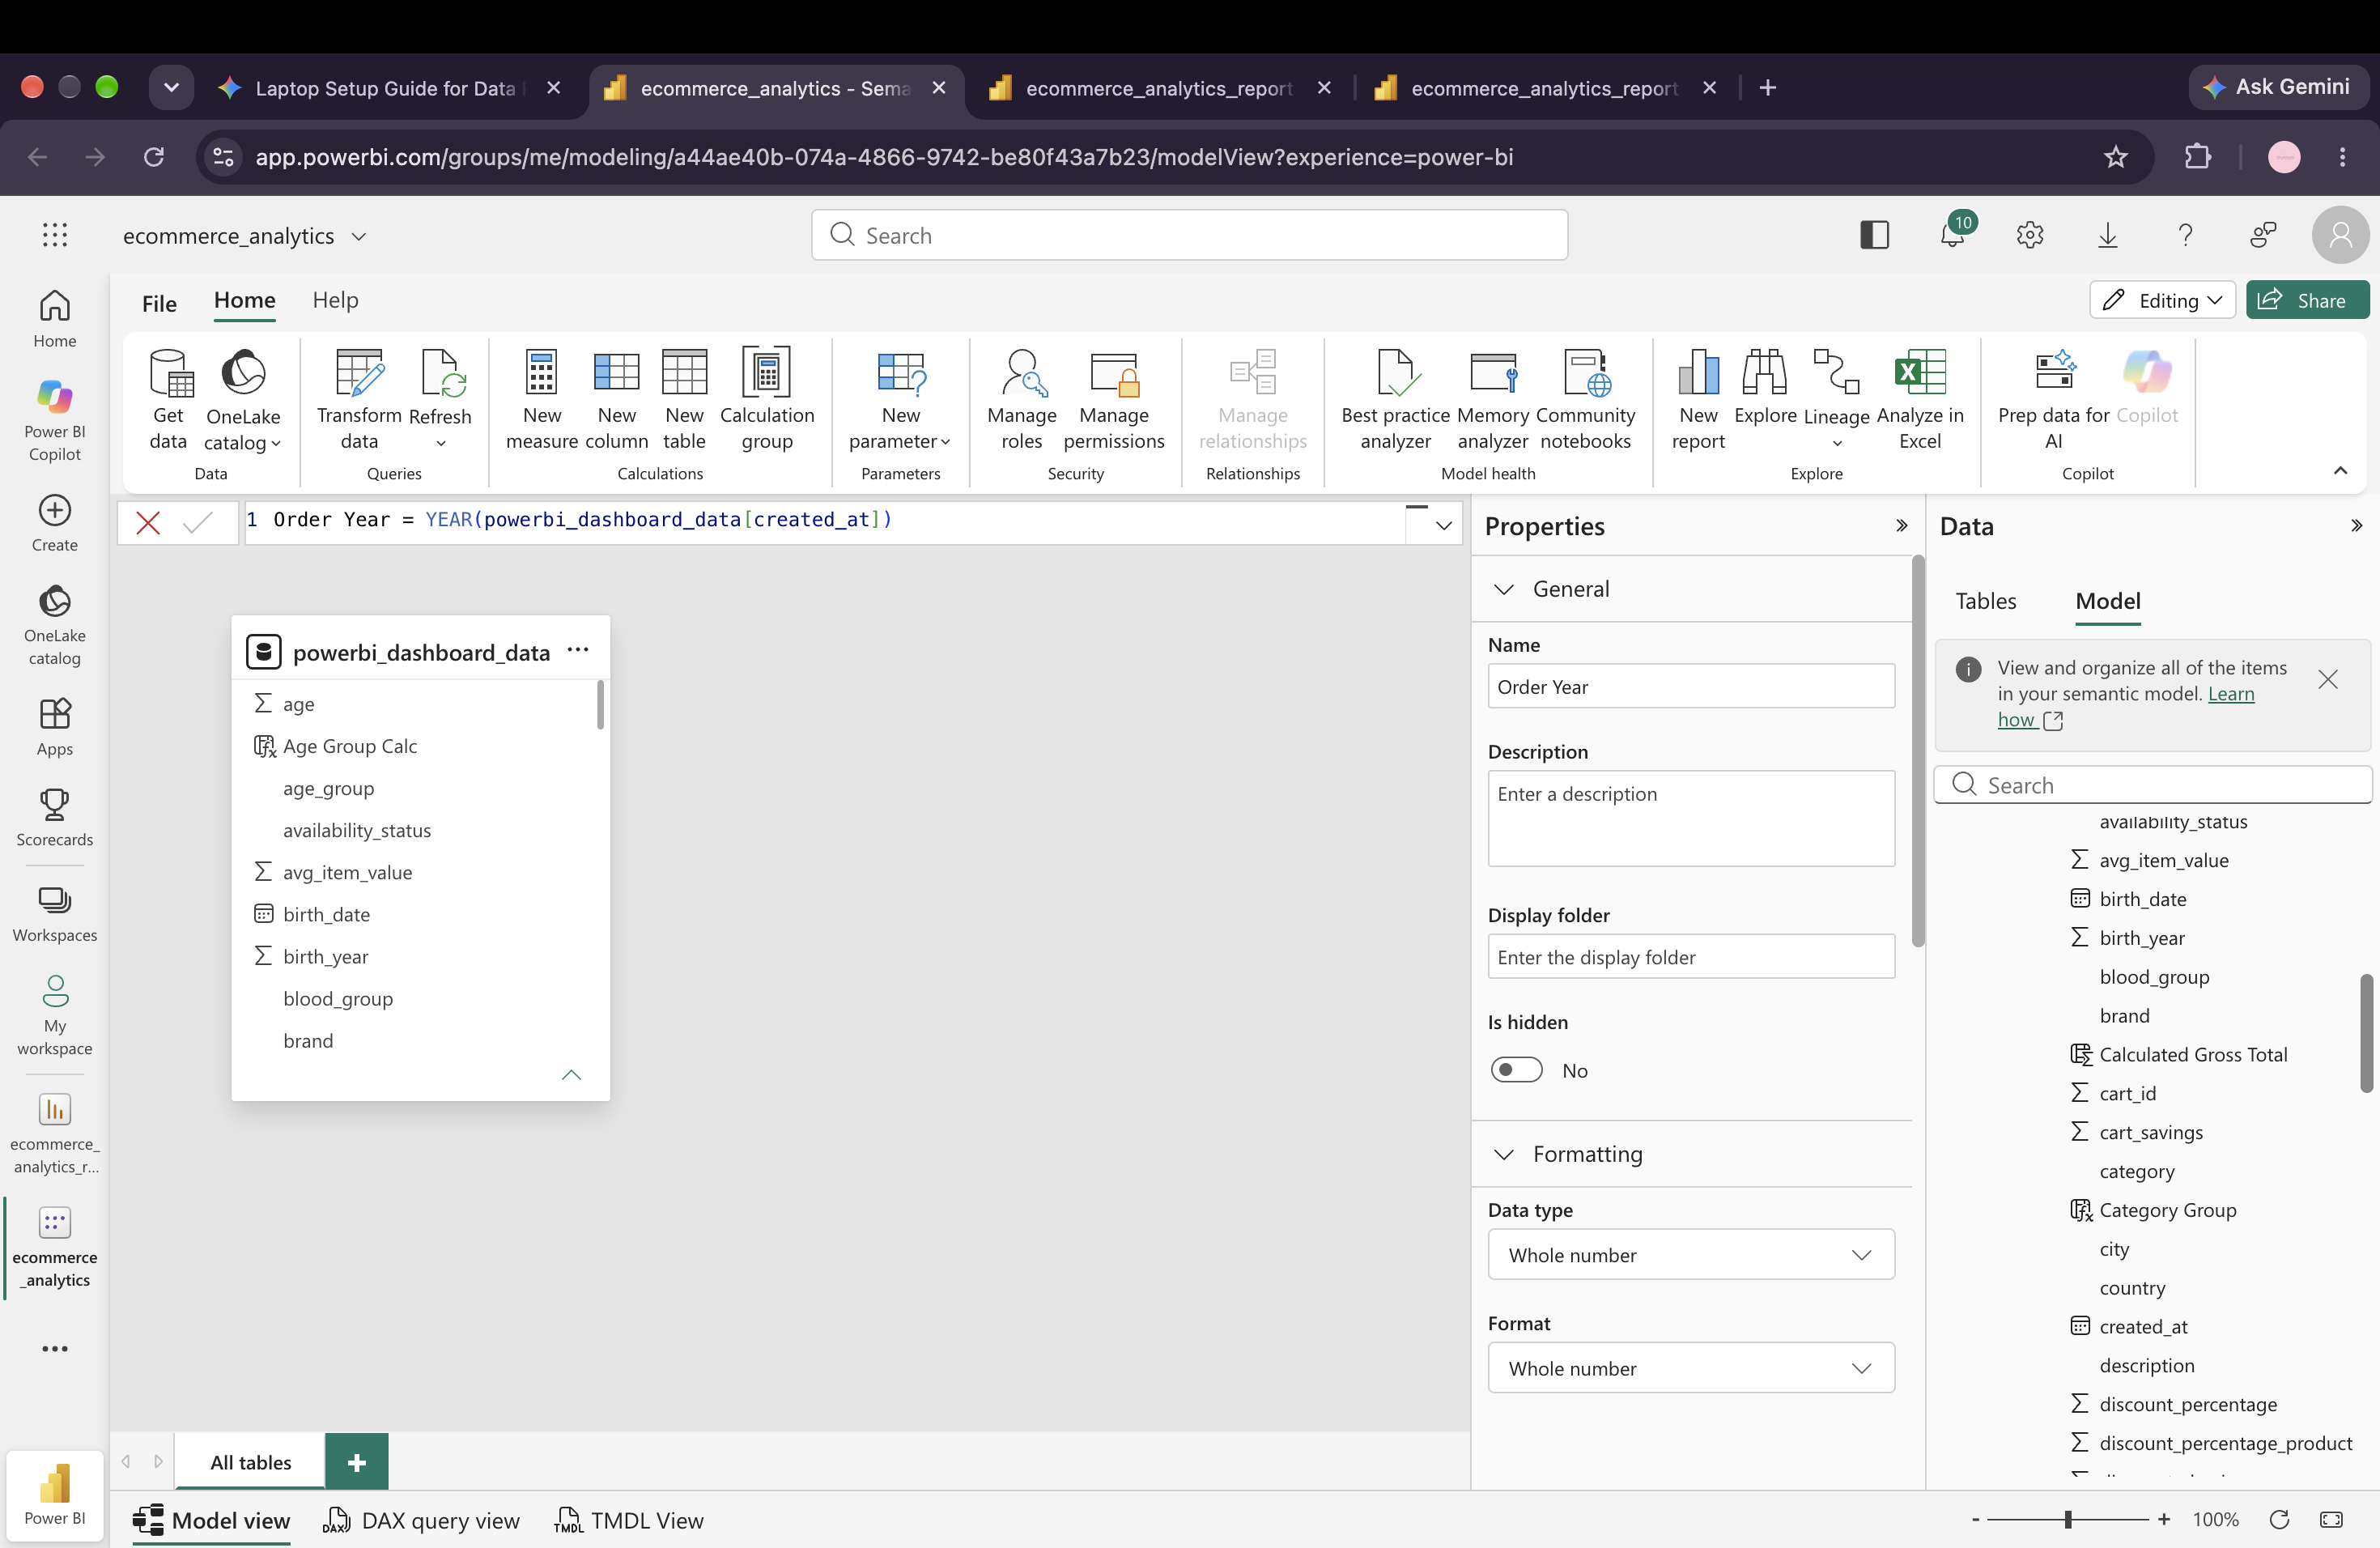 Laptop Setup Guide for Data
ecommerce_analytics - Sema
ecommerce_analytics_report
ecommerce_analytics_report
Ask Gemini
app.powerbi.com/groups/me/modeling/a44ae40b-074a-4866-9742-be80f43a7b23/modelView?experience=power-bi
ecommerce_analytics
Search
10
File
Home
Help
Editing
Share
Get data
OneLake catalog
Data
Transform data
Refresh
Queries
New measure
New column
New table
Calculation group
Calculations
New parameter
Parameters
Manage roles
Manage permissions
Security
Manage relationships
Relationships
Best practice analyzer
Memory analyzer
Community notebooks
Model health
New report
Explore
Lineage
Analyze in Excel
Explore
Prep data for AI
Copilot
Copilot
Home
Power BI Copilot
Create
OneLake catalog
Apps
Scorecards
Workspaces
My workspace
ecommerce_
analytics_r...
ecommerce
_analytics
Power BI
1 Order Year = YEAR(powerbi_dashboard_data[created_at])
powerbi_dashboard_data
age
Age Group Calc
age_group
availability_status
avg_item_value
birth_date
birth_year
blood_group
brand
Properties
General
Name
Order Year
Description
Enter a description
Display folder
Enter the display folder
Is hidden
No
Formatting
Data type
Whole number
Format
Whole number
Data
Tables
Model
View and organize all of the items
in your semantic model. Learn
how
Search
availability_status
avg_item_value
birth_date
birth_year
blood_group
brand
Calculated Gross Total
cart_id
cart_savings
category
Category Group
city
country
created_at
description
discount_percentage
discount_percentage_product
All tables
+
Model view
DAX query view
TMDL View
- + 100%